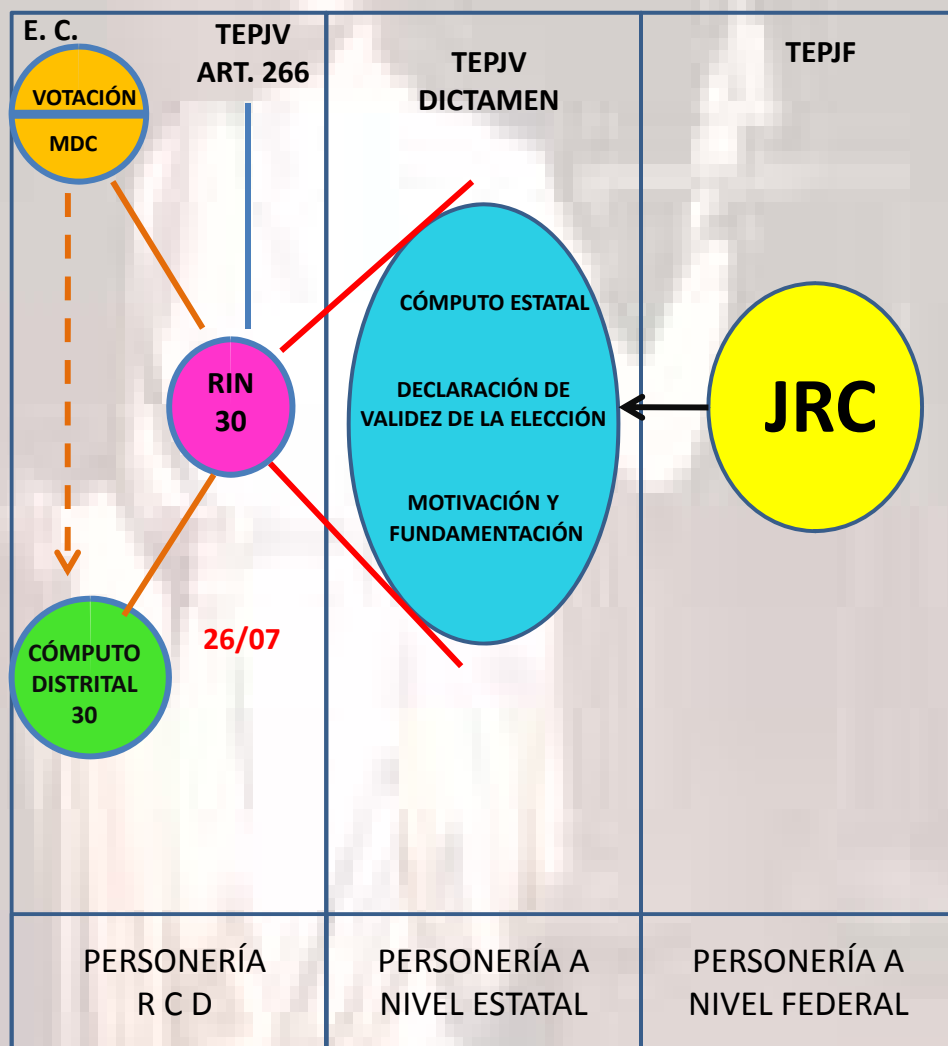 E. C.
VOTACIÓN
MDC
TEPJV
ART. 266
RIN
30
CÓMPUTO
DISTRITAL
30
26/07
TEPJV
DICTAMEN
CÓMPUTO ESTATAL
DECLARACIÓN DE
VALIDEZ DE LA ELECCIÓN
MOTIVACIÓN Y
FUNDAMENTACIÓN
TEPJF
JRC
PERSONERÍA
R C D
PERSONERÍA A
NIVEL ESTATAL
PERSONERÍA A
NIVEL FEDERAL